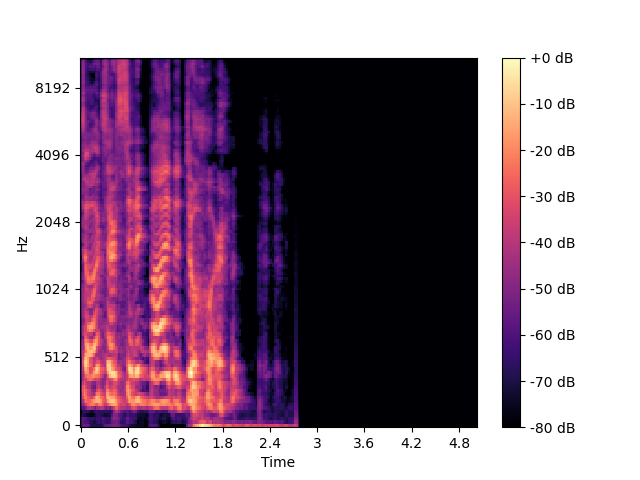 8192
4096
2048
1024
512
0
Hz
0 0.6 1.2 1.8 2.4 3 3.6 4.2 4.8
Time
+0 dB
-10 dB
-20 dB
-30 dB
-40 dB
-50 dB
-60 dB
-70 dB
-80 dB